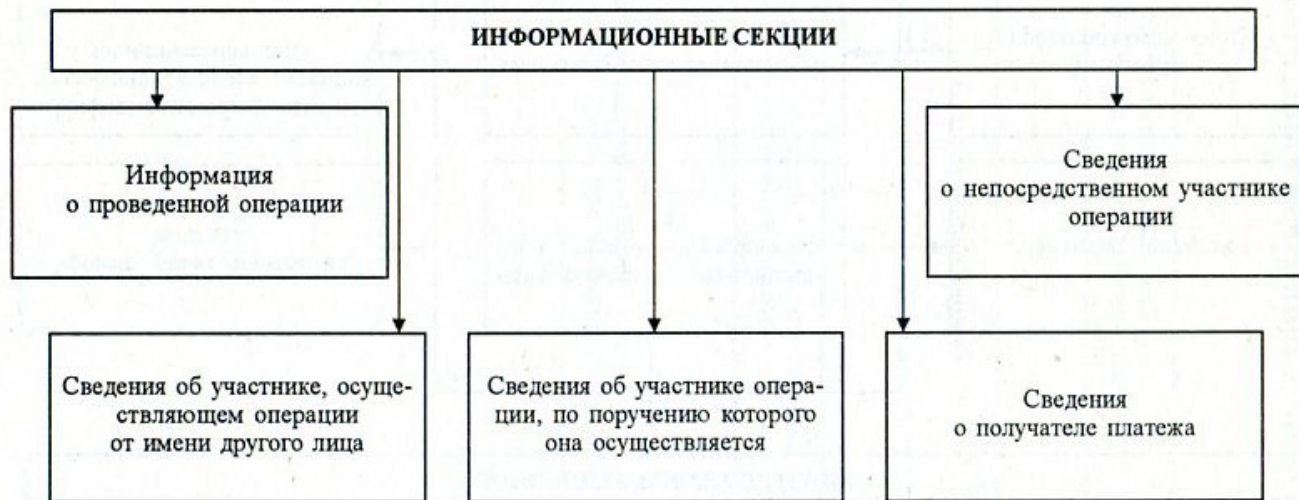 ИНФОРМАЦИОННЫЕ СЕКЦИИ
Информация
о проведенной операции
Сведения
о непосредственном участнике
операции
Сведения об участнике, осуще-
ствляющем операции
от имени другого лица
Сведения об участнике опера-
ции, по поручению которого
она осуществляется
Сведения
о получателе платежа